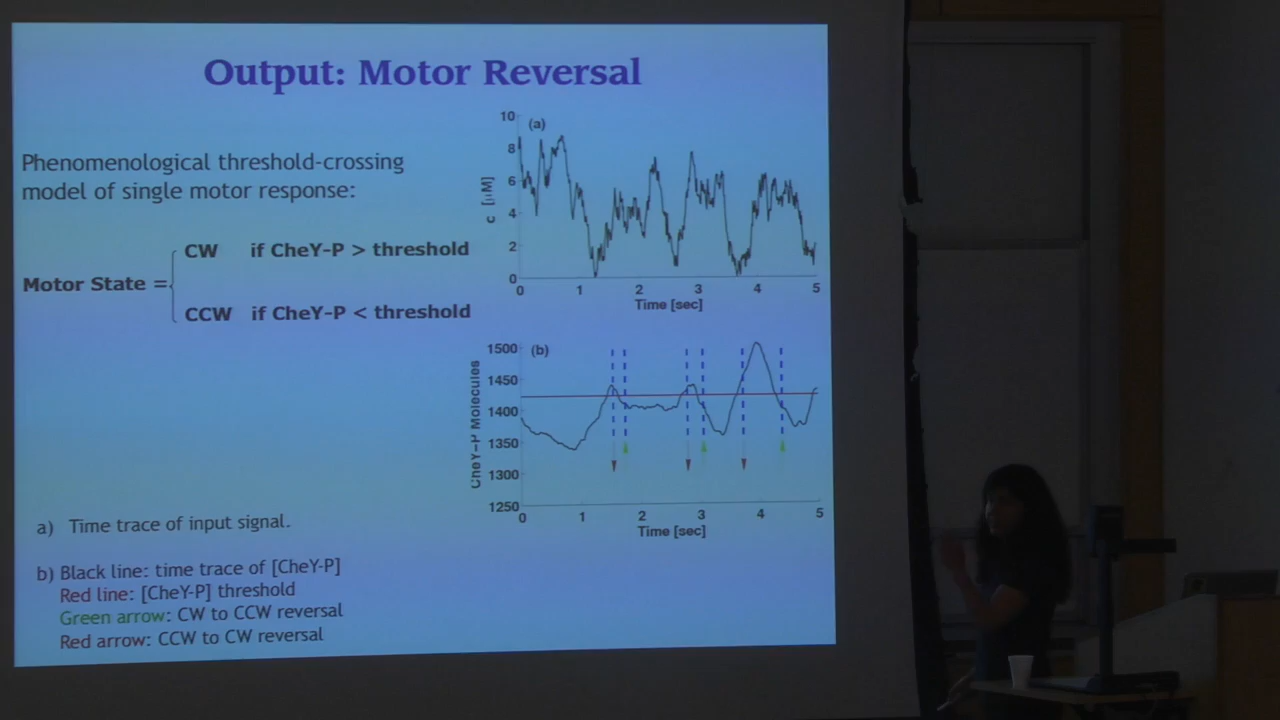 Output: Motor Reversal
Phenomenological threshold-crossing
model of single motor response:
Motor State =
CW if CheY-P > threshold
CCW if CheY-P < threshold
a) Time trace of input signal.
b) Black line: time trace of [CheY-P]
Red line: [CheY-P] threshold
Green arrow: CW to CCW reversal
Red arrow: CCW to CW reversal
(a)
c [μM]
10
8
6
4
2
0
0 1 2 3 4 5
Time [sec]
(b)
CheY-P Molecules
1500
1450
1400
1350
1300
1250
0 1 2 3 4 5
Time [sec]